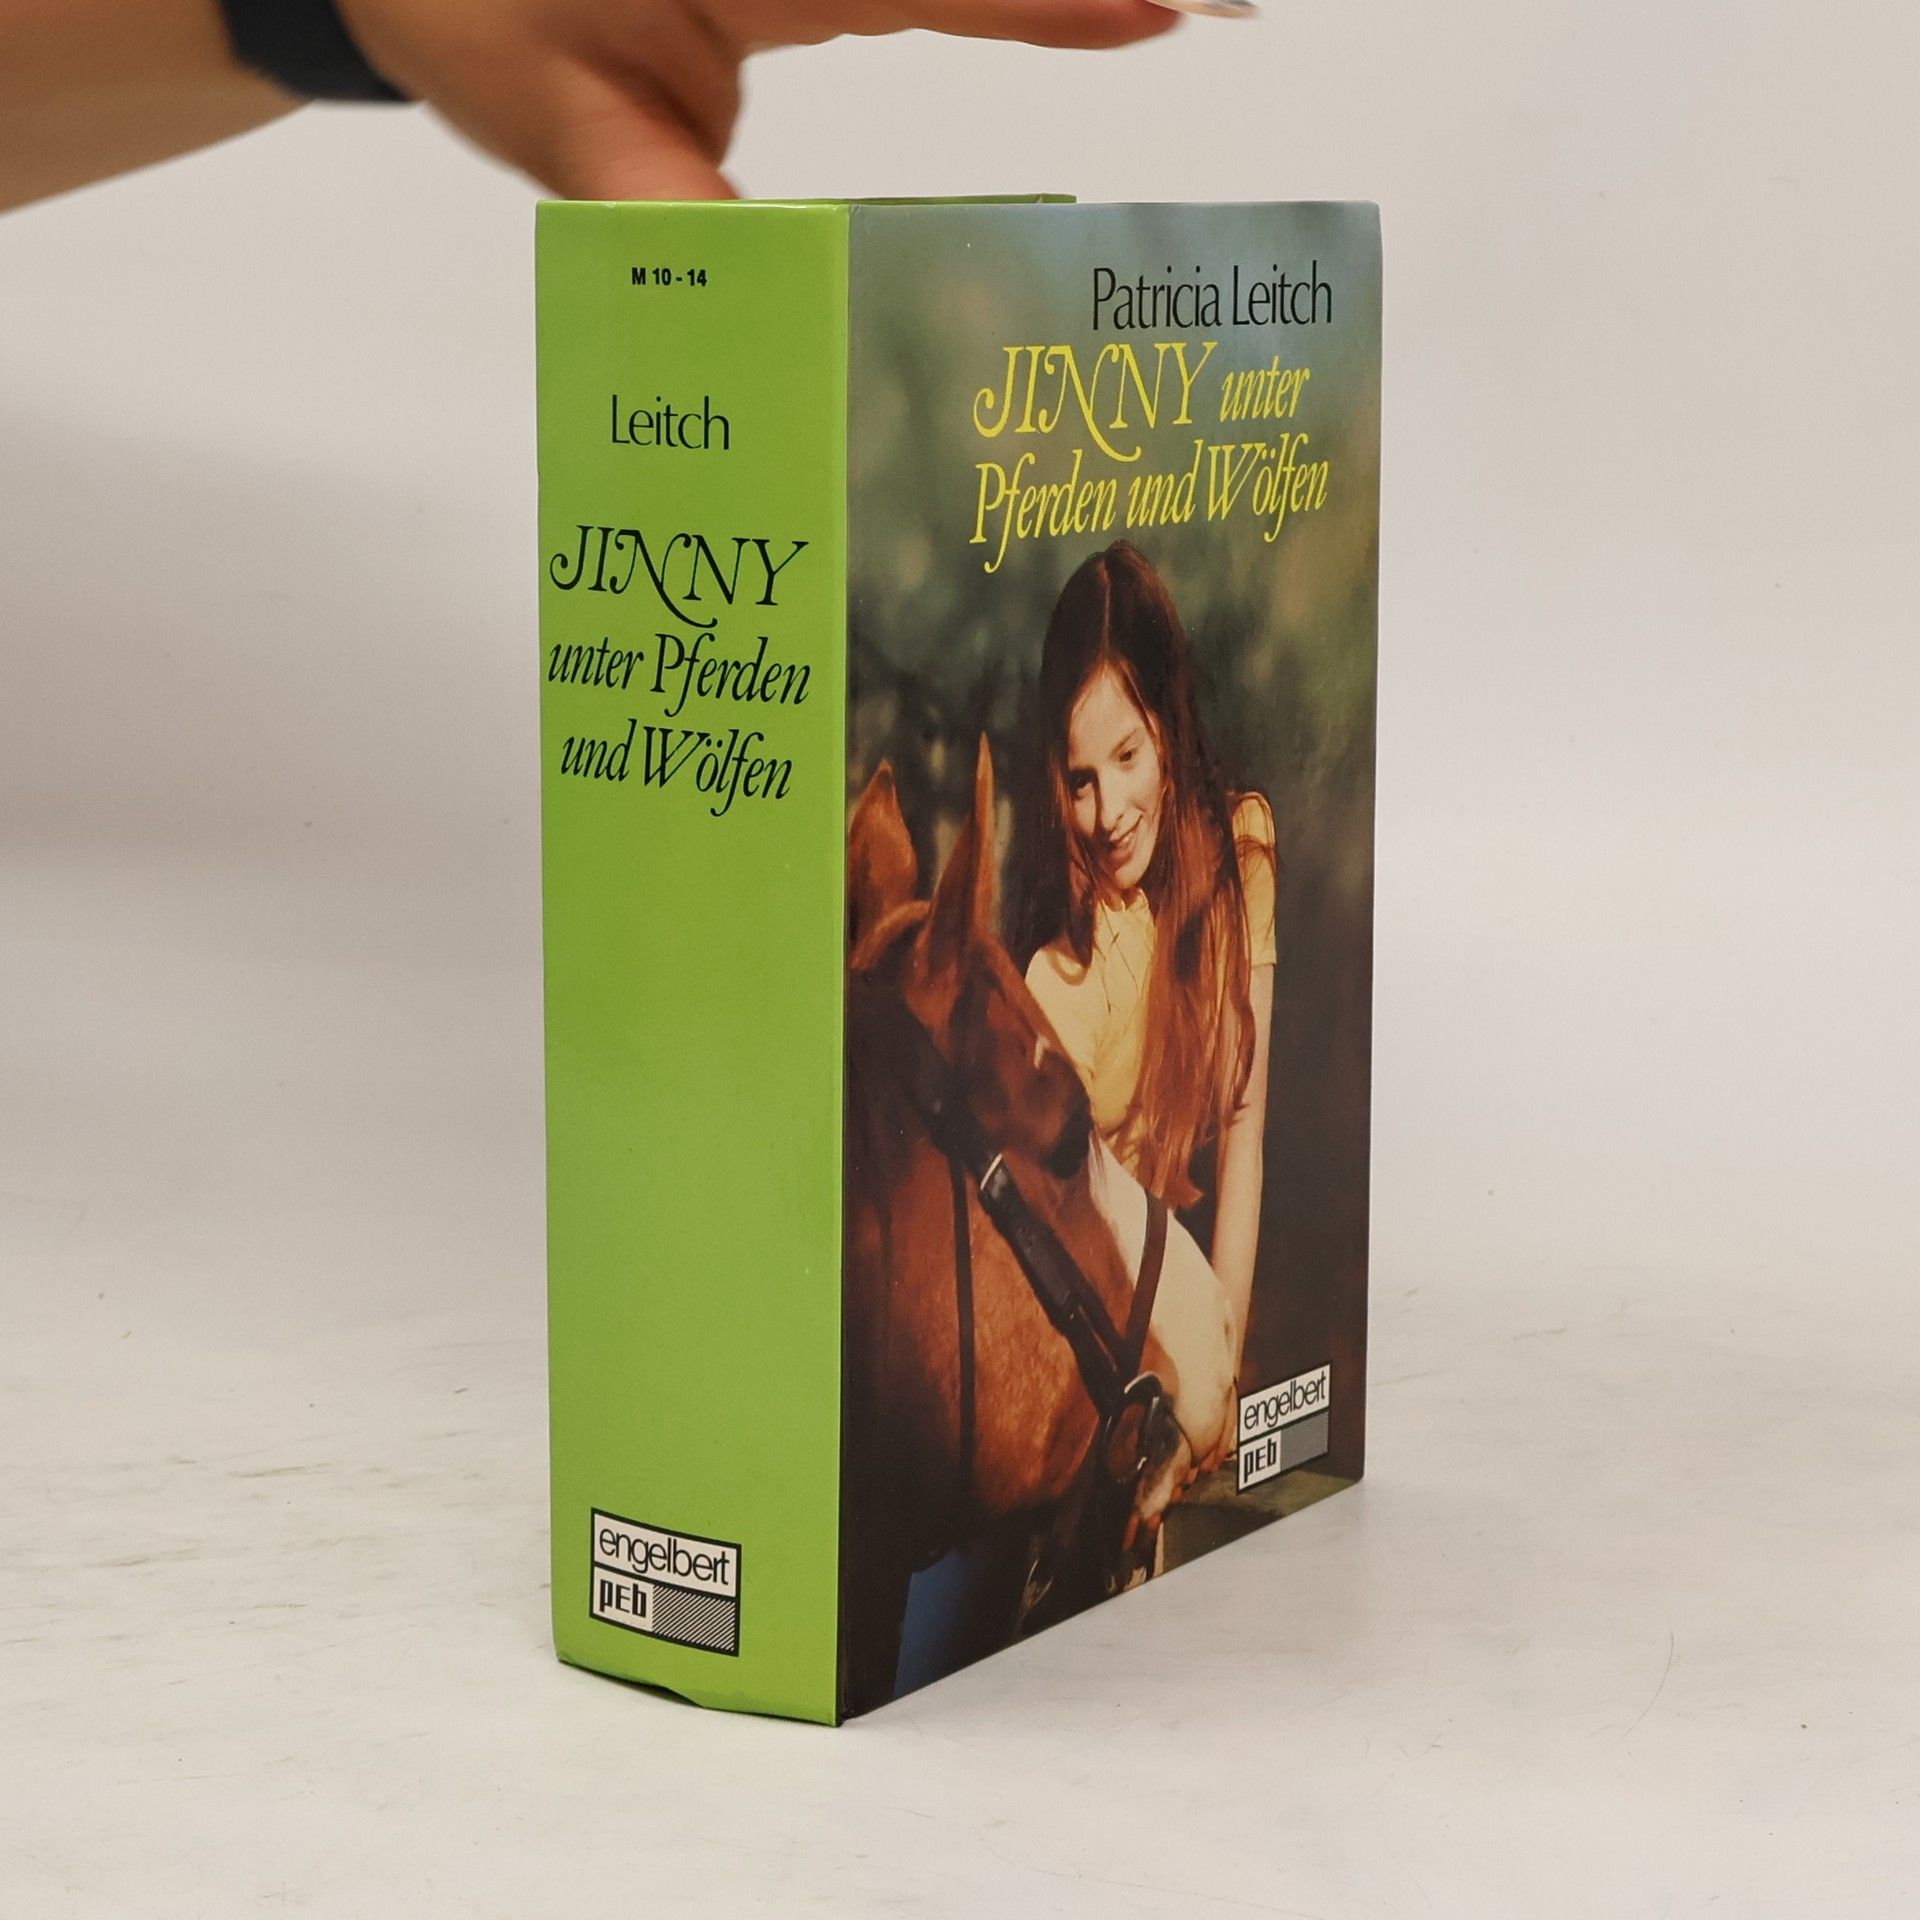 M 10 - 14
Leitch
JINNY
unter Pferden
und Wölfen
engelbert
pEb
Patricia Leitch
JINNY unter
Pferden und Wölfen
engelbert
pEb